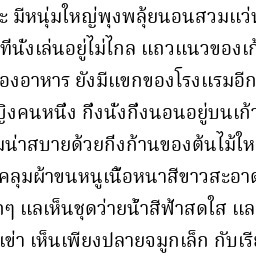 ะ มีหนุ่มใหญ่พุงพลุ้ยนอนสวมแว่น
ที่นั่งเล่นอยู่ไม่ไกล แถวแนวของเก้
องอาหาร ยังมีแขกของโรงแรมอีก
ญิงคนหนึ่ง กึ่งนั่งกึ่งนอนอยู่บนเก้า
มน่าสบายด้วยกิ่งก้านของต้นไม้ให
คลุมผ้าขนหนูเนื้อหนาสีขาวสะอาด
ๆ แลเห็นชุดว่ายน้ำสีฟ้าสดใส แล
เข่า เห็นเพียงปลายจมูกเล็ก กับเรี